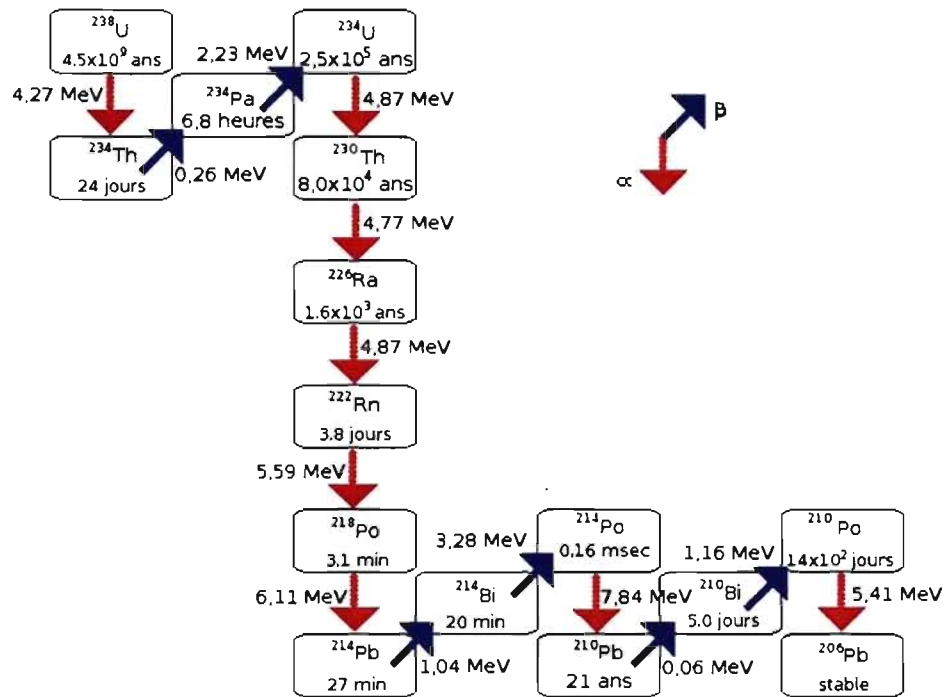 ²³⁸U
4.5x10⁹ ans
4,27 MeV
²³⁴Th
24 jours
0,26 MeV
²³⁴Pa
6,8 heures
2,23 MeV
²³⁴U
2,5x10⁵ ans
4,87 MeV
²³⁰Th
8,0x10⁴ ans
4,77 MeV
²²⁶Ra
1.6x10³ ans
4,87 MeV
²²²Rn
3.8 jours
5,59 MeV
²¹⁸Po
3.1 min
6,11 MeV
²¹⁴Pb
27 min
1,04 MeV
²¹⁴Bi
20 min
3,28 MeV
²¹⁴Po
0,16 msec
7,84 MeV
²¹⁰Pb
21 ans
0,06 MeV
²¹⁰Bi
5.0 jours
1,16 MeV
²¹⁰Po
14x10² jours
5,41 MeV
²⁰⁶Pb
stable
β
α